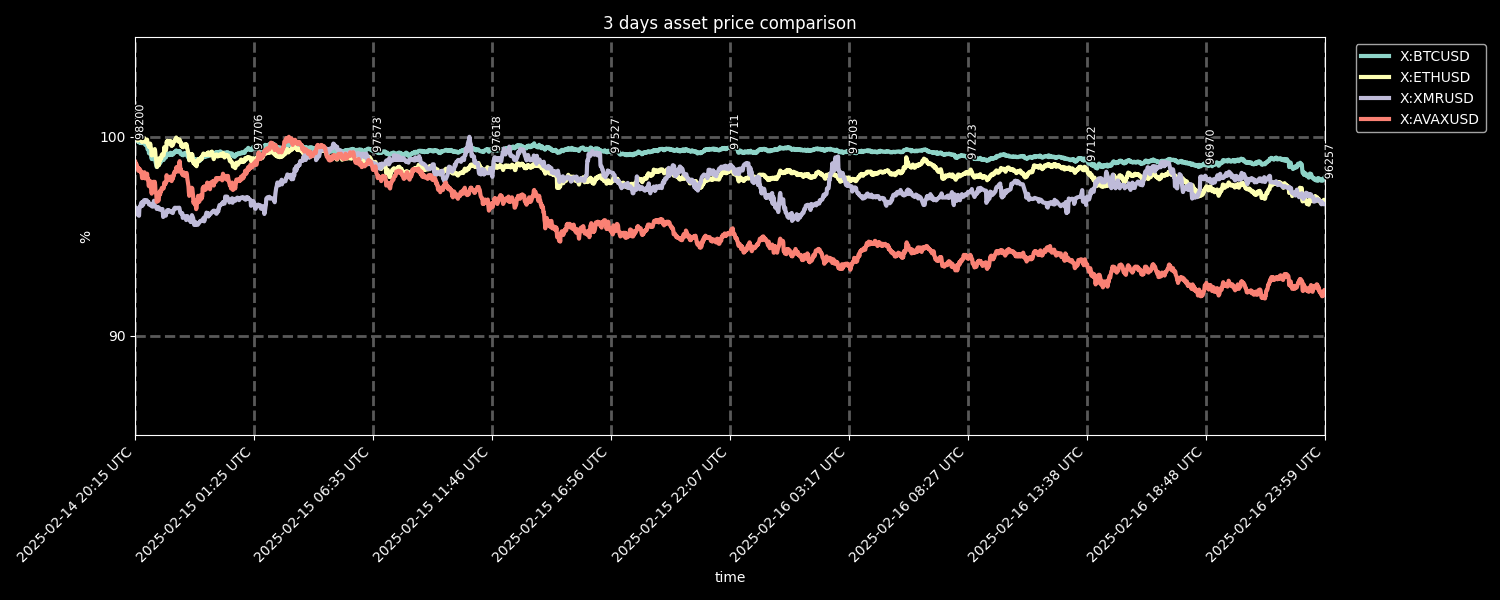 3 days asset price comparison
X:BTCUSD
X:ETHUSD
X:XMRUSD
X:AVAXUSD
100
90
%
98200
97706
97573
97618
97527
97711
97503
97223
97122
96970
96257
2025-02-14 20:15 UTC
2025-02-15 01:25 UTC
2025-02-15 06:35 UTC
2025-02-15 11:46 UTC
2025-02-15 16:56 UTC
2025-02-15 22:07 UTC
2025-02-16 03:17 UTC
2025-02-16 08:27 UTC
2025-02-16 13:38 UTC
2025-02-16 18:48 UTC
2025-02-16 23:59 UTC
time